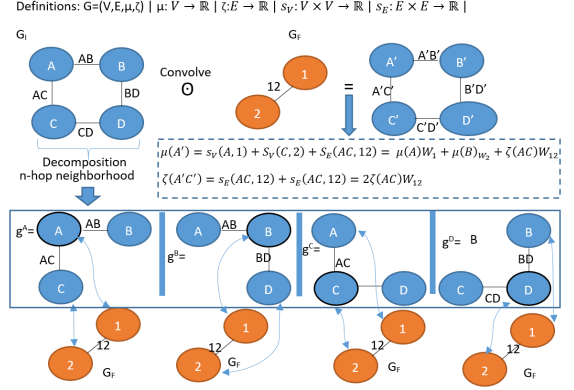 Definitions: G=(V,E,μ,ζ) | μ: V → ℝ | ζ:E → ℝ | s_V: V × V → ℝ | s_E: E × E → ℝ |
G_I
G_F
A
AB
B
AC
BD
C
CD
D
Convolve
ʘ
1
12
2
=
A'
A'B'
B'
A'C'
B'D'
C'
C'D'
D'
Decomposition
n-hop neighborhood
μ(A') = s_V(A, 1) + S_V(C, 2) + S_E(AC, 12) = μ(A)W_1 + μ(B)_{W_2} + ζ(AC)W_12
ζ(A'C') = s_E(AC, 12) + s_E(AC, 12) = 2ζ(AC)W_12
g^A=
A
AB
B
AC
C
g^B=
A
AB
B
BD
D
g^C=
A
AC
C
D
g^D= B
B
BD
C
CD
D
1
12
2
G_F
1
12
2
G_F
1
12
2
G_F
1
12
2
G_F